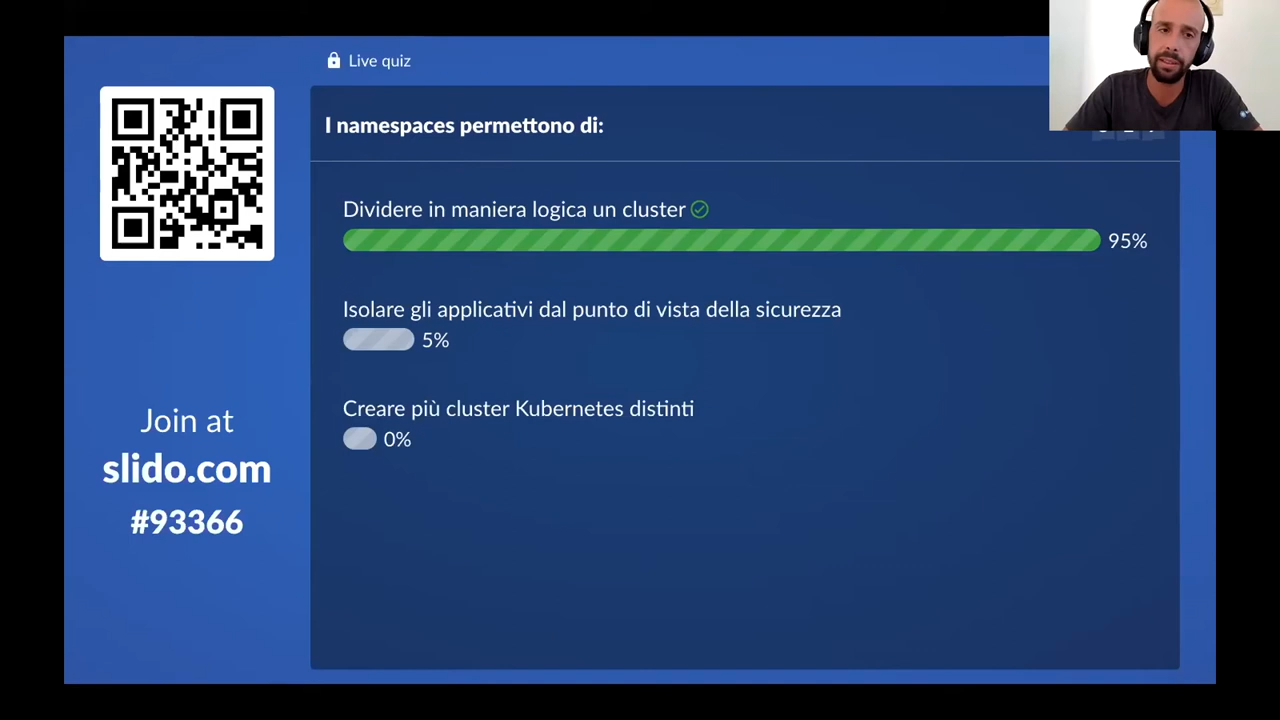 Live quiz
I namespaces permettono di:
Dividere in maniera logica un cluster
95%
Isolare gli applicativi dal punto di vista della sicurezza
5%
Creare più cluster Kubernetes distinti
0%
Join at
slido.com
#93366